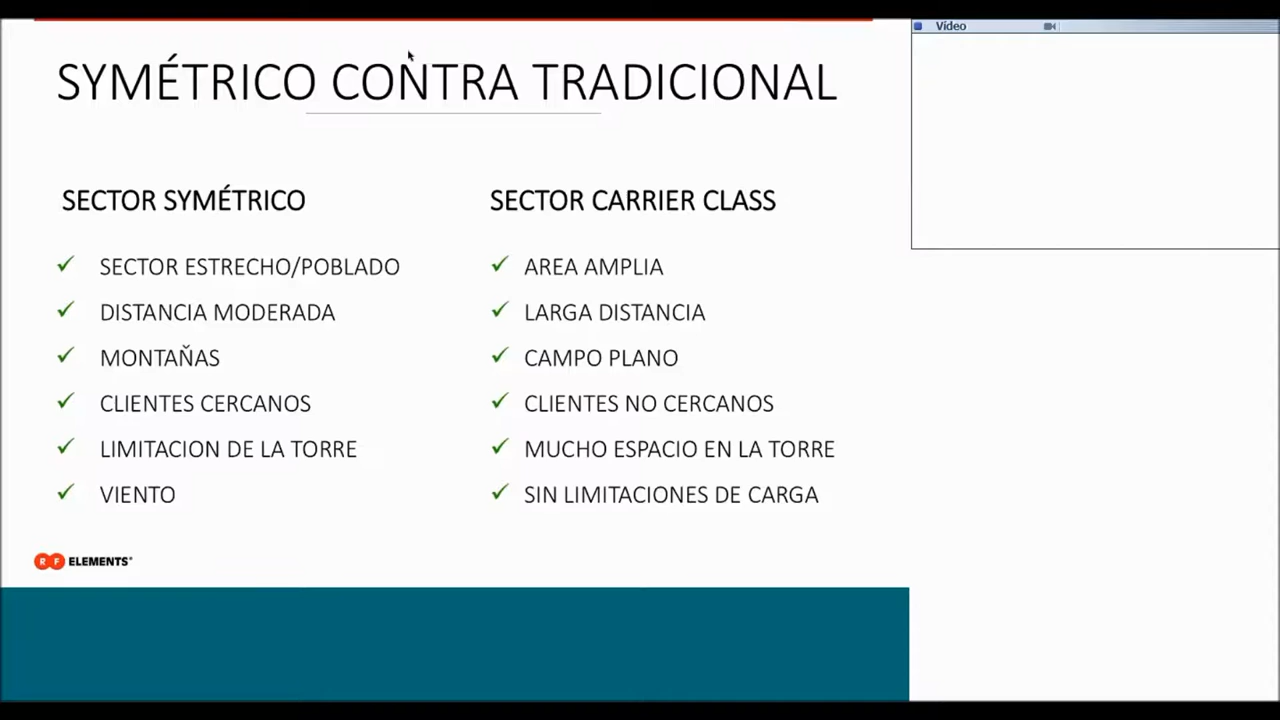 SYMÉTRICO CONTRA TRADICIONAL
Vídeo
SECTOR SYMÉTRICO
SECTOR ESTRECHO/POBLADO
DISTANCIA MODERADA
MONTAŇAS
CLIENTES CERCANOS
LIMITACION DE LA TORRE
VIENTO
SECTOR CARRIER CLASS
AREA AMPLIA
LARGA DISTANCIA
CAMPO PLANO
CLIENTES NO CERCANOS
MUCHO ESPACIO EN LA TORRE
SIN LIMITACIONES DE CARGA
RF ELEMENTS®